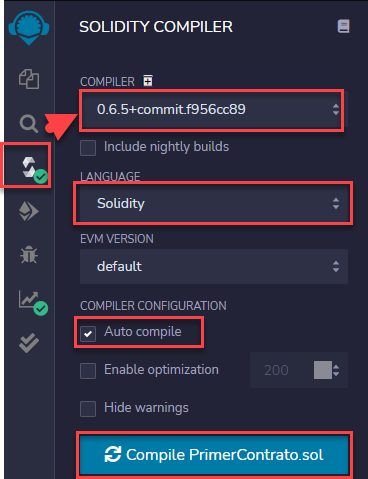 SOLIDITY COMPILER
COMPILER
0.6.5+commit.f956cc89
Include nightly builds
LANGUAGE
Solidity
EVM VERSION
default
COMPILER CONFIGURATION
Auto compile
Enable optimization
200
Hide warnings
Compile PrimerContrato.sol